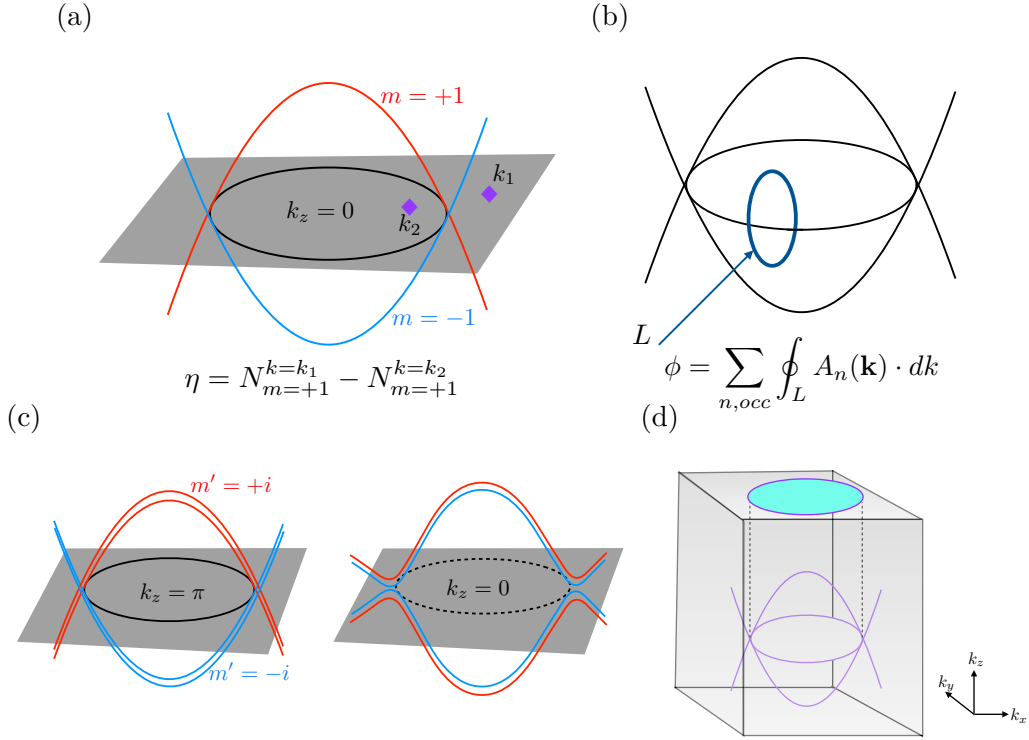 (a)
m = +1
k_1
k_z = 0
k_2
m = −1
η = N_{m=+1}^{k=k_1} − N_{m=+1}^{k=k_2}
(b)
L
ϕ = ∑_{n,occ} ∮_L A_n(𝐤) · dk
(c)
m′ = +i
k_z = π
m′ = −i
k_z = 0
(d)
k_z
k_y
k_x